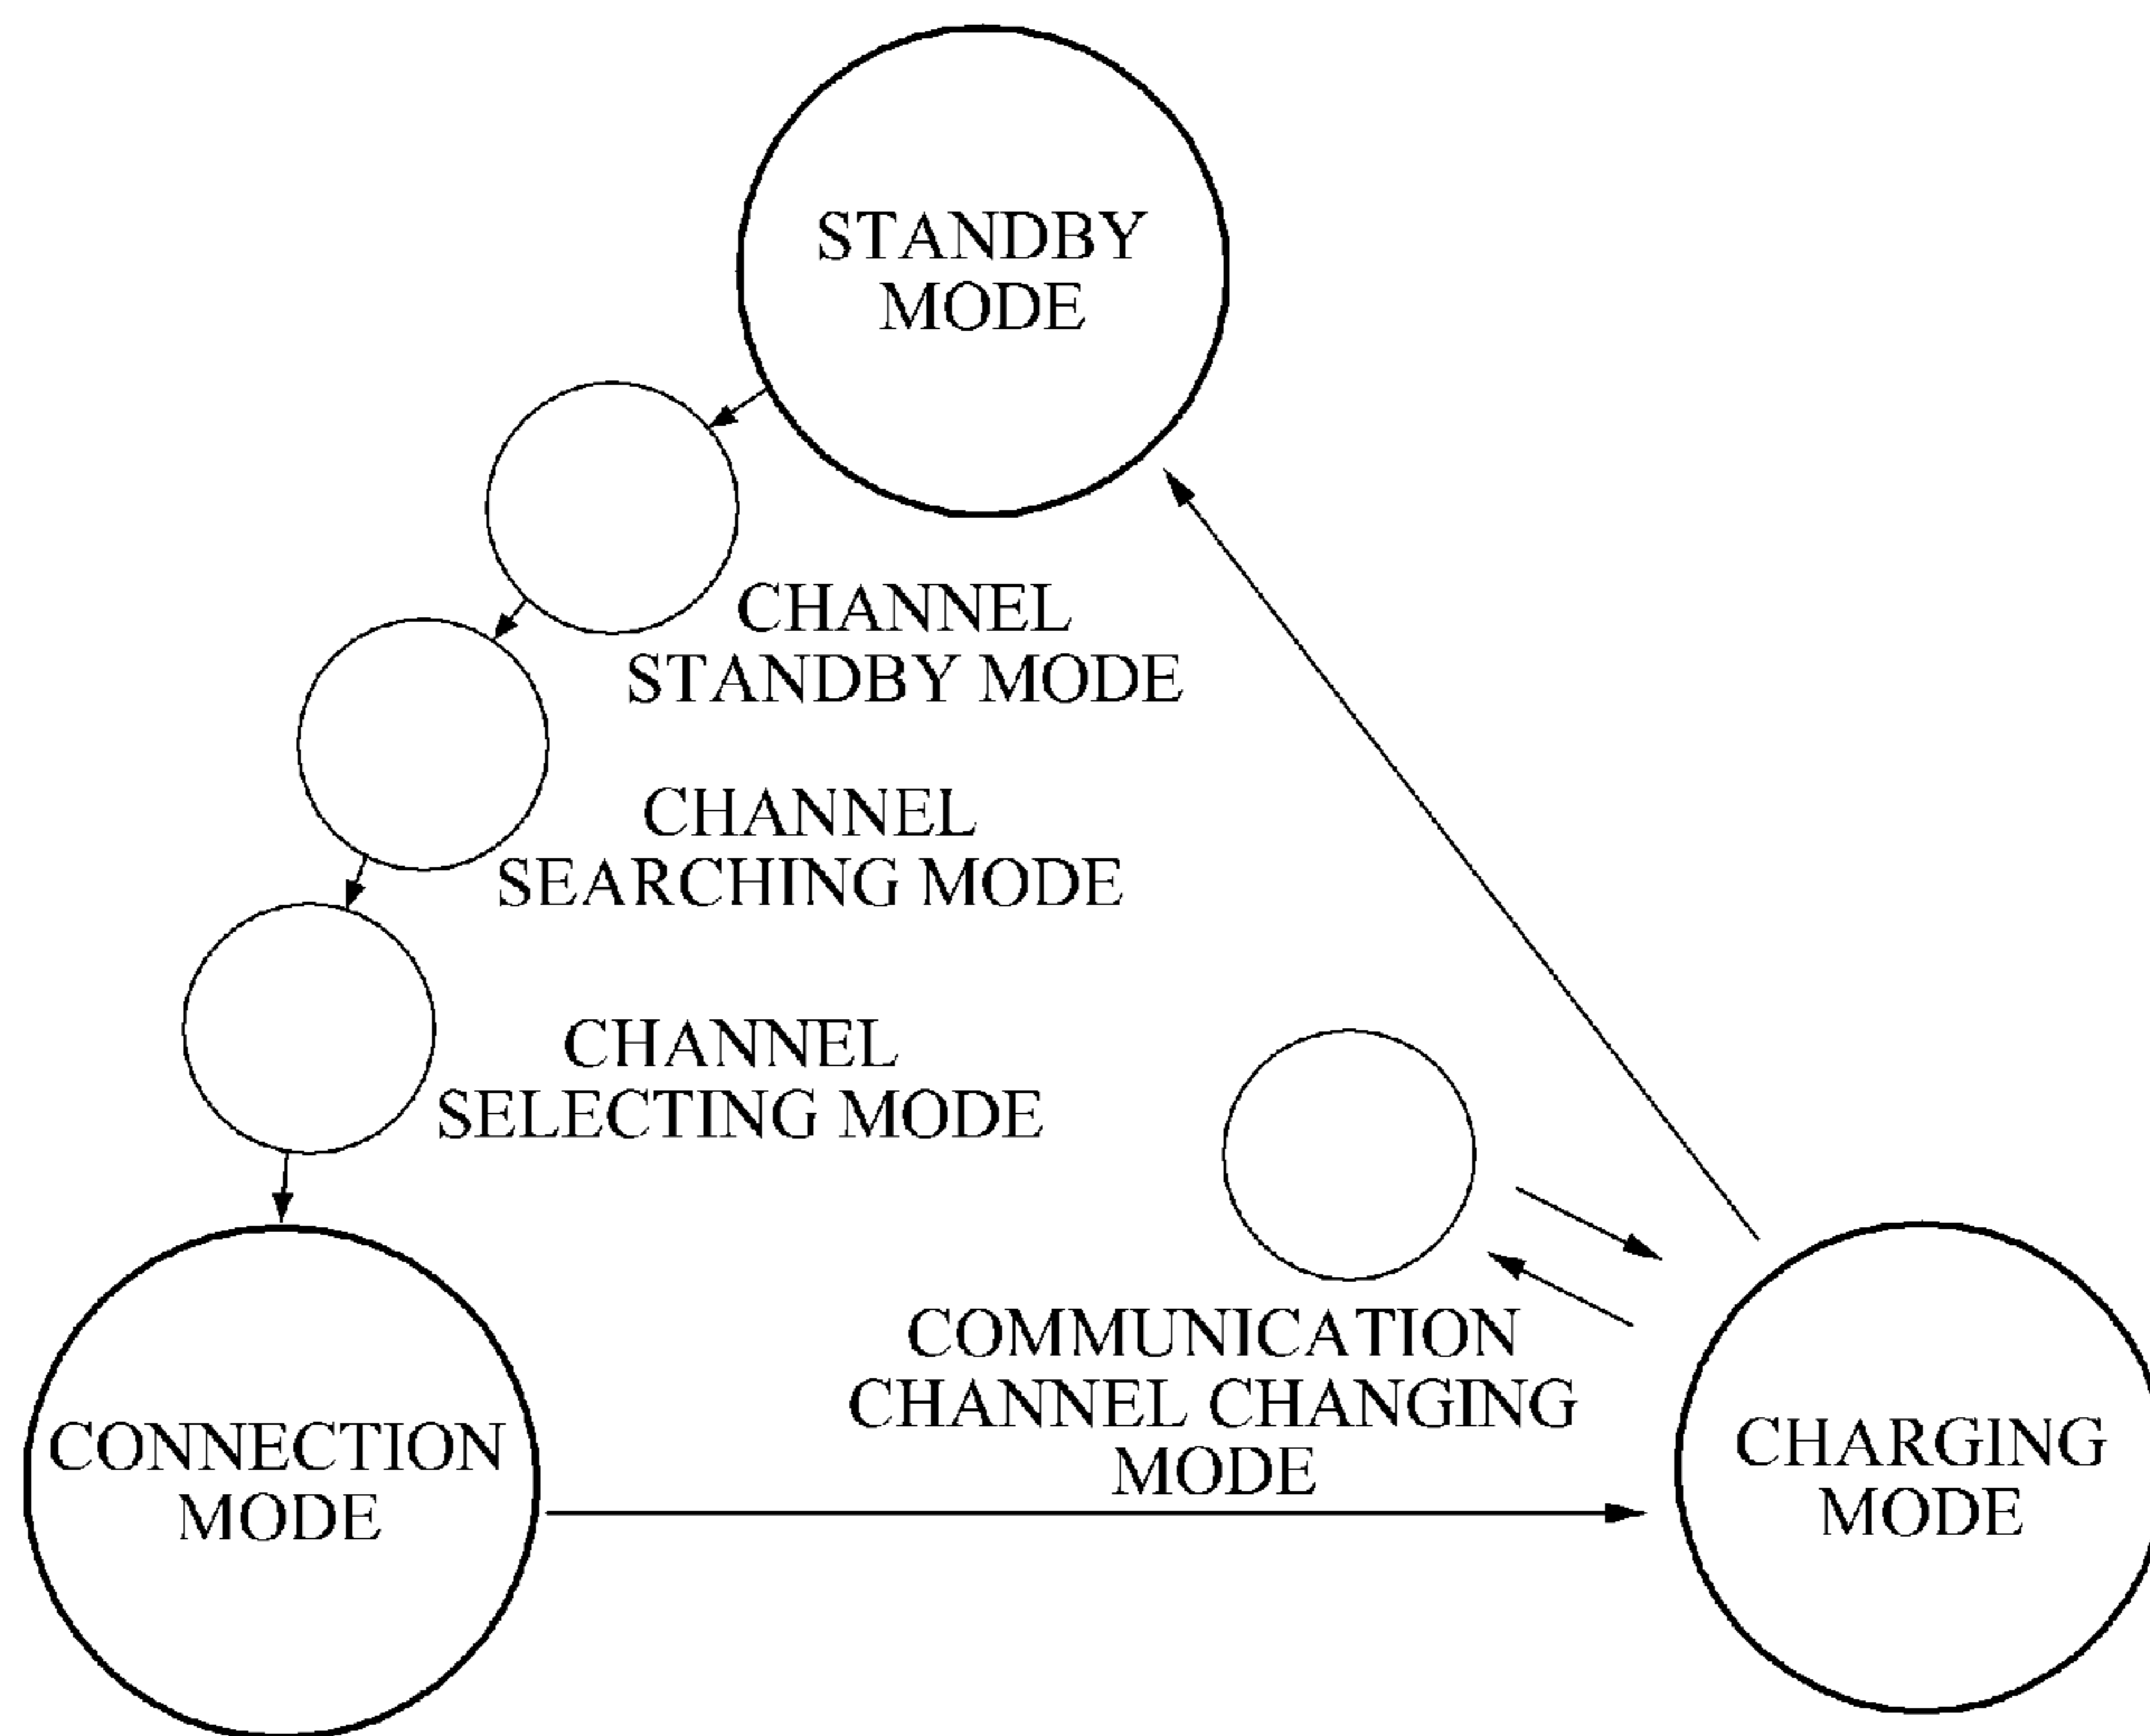 STANDBY
MODE
CHANNEL
STANDBY MODE
CHANNEL
SEARCHING MODE
CHANNEL
SELECTING MODE
COMMUNICATION
CHANNEL CHANGING
MODE
CONNECTION
MODE
CHARGING
MODE